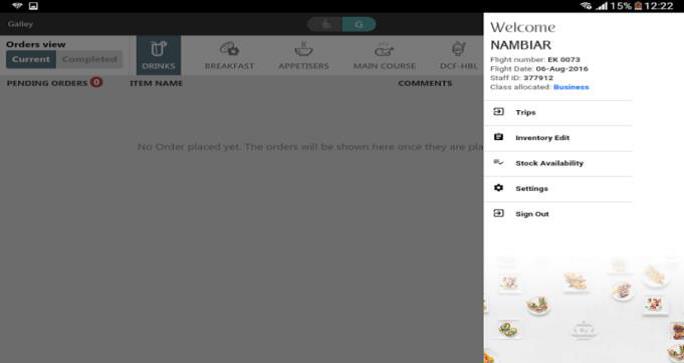 15% 12:22
Galley
G
Orders view
Current Completed
DRINKS BREAKFAST APPETISERS MAIN COURSE DCF-HBL
PENDING ORDERS 0 ITEM NAME COMMENTS
No Order placed yet. The orders will be shown here once they are pla
Welcome
NAMBIAR
Flight number: EK 0073
Flight Date: 06-Aug-2016
Staff ID: 377912
Class allocated: Business
Trips
Inventory Edit
Stock Availability
Settings
Sign Out